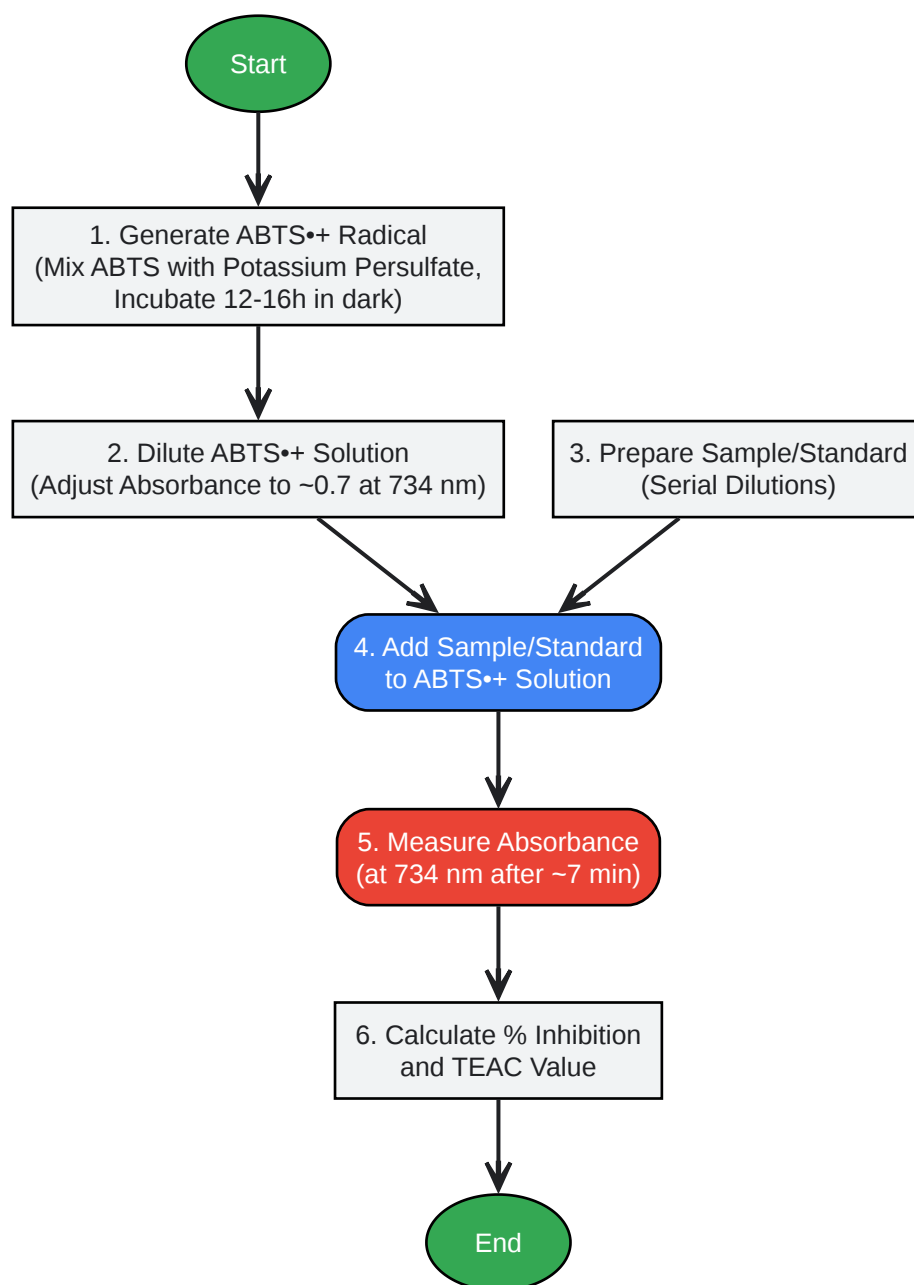 Start
1. Generate ABTS•+ Radical
(Mix ABTS with Potassium Persulfate,
Incubate 12-16h in dark)
2. Dilute ABTS•+ Solution
(Adjust Absorbance to ~0.7 at 734 nm)
3. Prepare Sample/Standard
(Serial Dilutions)
4. Add Sample/Standard
to ABTS•+ Solution
5. Measure Absorbance
(at 734 nm after ~7 min)
6. Calculate % Inhibition
and TEAC Value
End